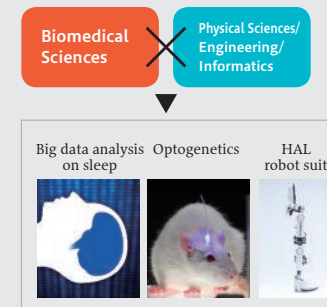 Biomedical
Sciences
Physical Sciences/
Engineering/
Informatics
Big data analysis
on sleep
Optogenetics
HAL
robot suit